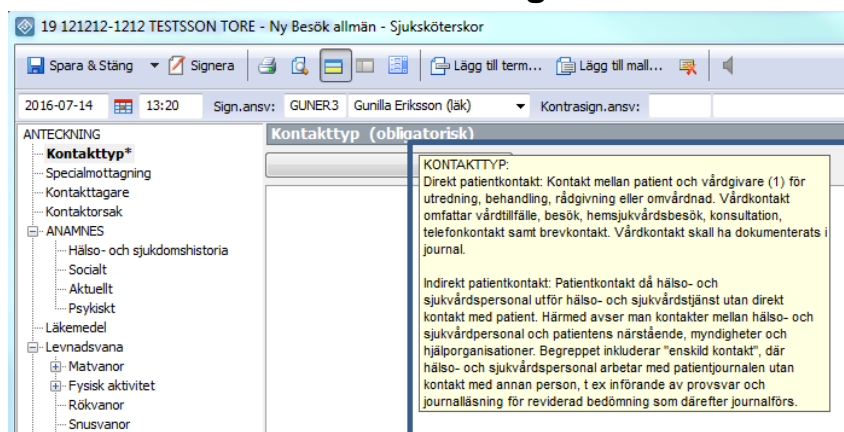 19 121212-1212 TESTSSON TORE - Ny Besök allmän - Sjuksköterskor
Spara & Stäng Signera Lägg till term... Lägg till mall...
2016-07-14 13:20 Sign.ansv: GUNER3 Gunilla Eriksson (läk) Kontrasign.ansv:
ANTECKNING
Kontakttyp*
Specialmottagning
Kontakttagare
Kontaktorsak
ANAMNES
Hälso- och sjukdomshistoria
Socialt
Aktuellt
Psykiskt
Läkemedel
Levnadsvana
Matvanor
Fysisk aktivitet
Rökvanor
Snusvanor
Kontakttyp (obligatorisk)
KONTAKTTYP:
Direkt patientkontakt: Kontakt mellan patient och vårdgivare (1) för
utredning, behandling, rådgivning eller omvårdnad. Vårdkontakt
omfattar vårdtillfälle, besök, hemsjukvårdsbesök, konsultation,
telefonkontakt samt brevkontakt. Vårdkontakt skall ha dokumenterats i
journal.
Indirekt patientkontakt: Patientkontakt då hälso- och
sjukvårdspersonal utför hälso- och sjukvårdstjänst utan direkt
kontakt med patient. Härmed avser man kontakter mellan hälso- och
sjukvårdpersonal och patientens närstående, myndigheter och
hjälporganisationer. Begreppet inkluderar "enskild kontakt", där
hälso- och sjukvårdspersonal arbetar med patientjournalen utan
kontakt med annan person, t ex införande av provsvar och
journalläsning för reviderad bedömning som därefter journalförs.